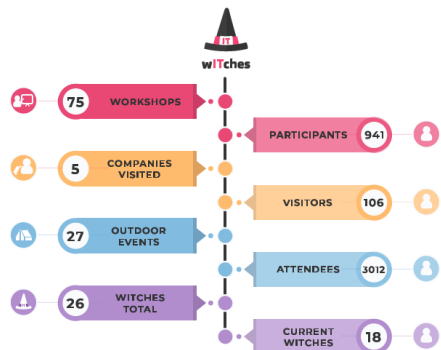 IT
wITches
75 WORKSHOPS
PARTICIPANTS 941
5 COMPANIES
VISITED
VISITORS 106
27 OUTDOOR
EVENTS
ATTENDEES 3012
26 WITCHES
TOTAL
CURRENT
WITCHES 18